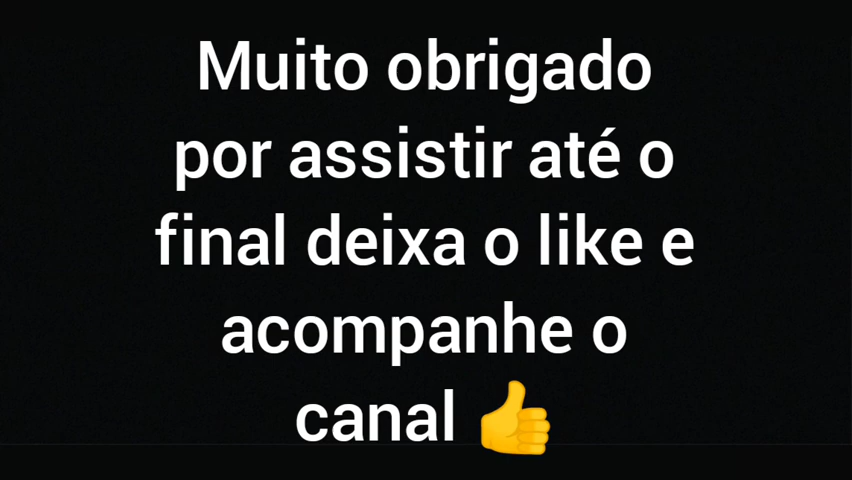 Muito obrigado
por assistir até o
final deixa o like e
acompanhe o
canal 👍